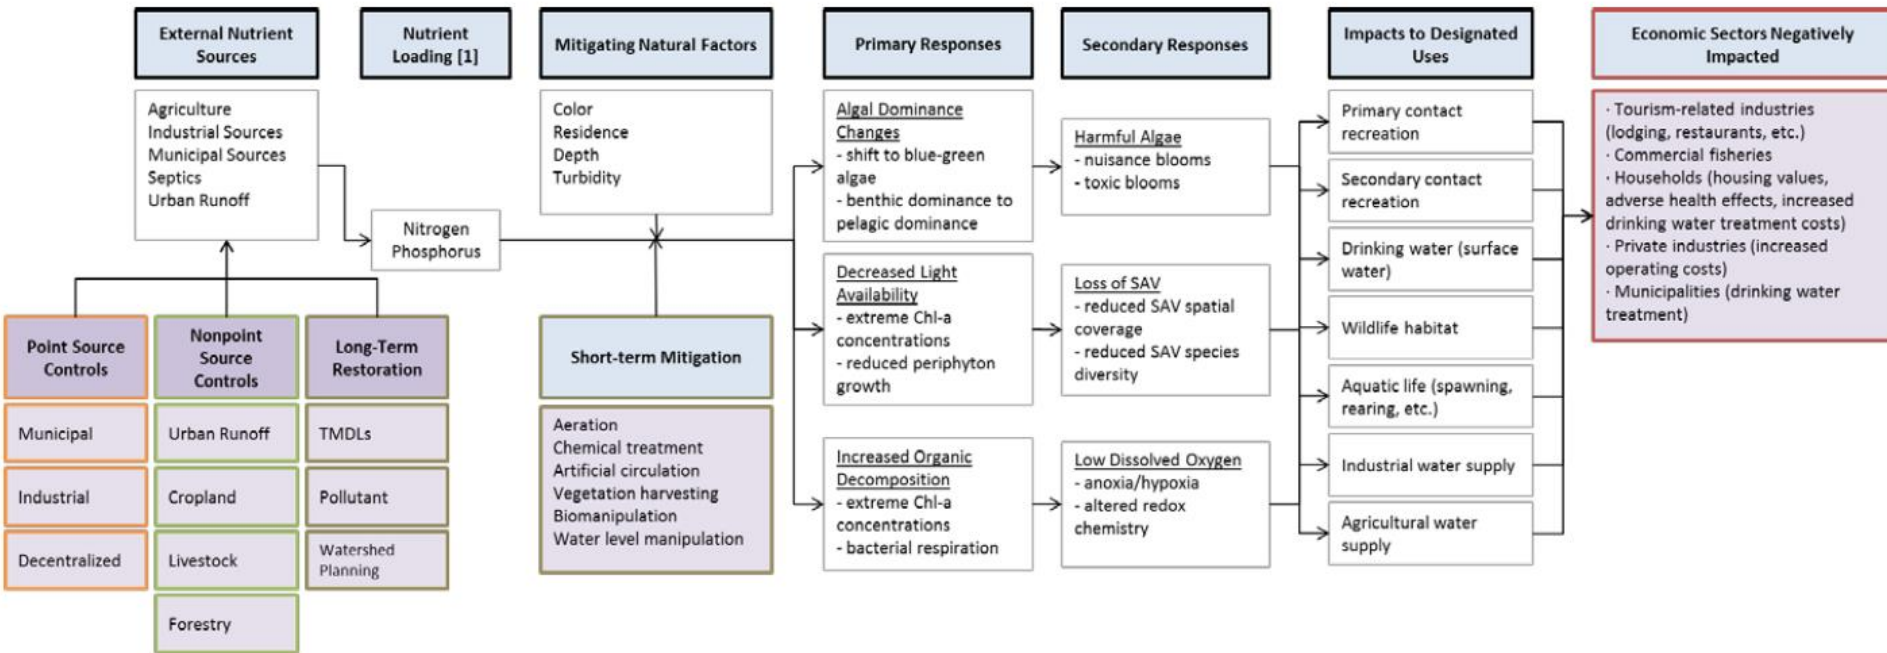 External Nutrient
Sources
Nutrient
Loading [1]
Mitigating Natural Factors
Primary Responses
Secondary Responses
Impacts to Designated
Uses
Economic Sectors Negatively
Impacted
Agriculture
Industrial Sources
Municipal Sources
Septics
Urban Runoff
Nitrogen
Phosphorus
Color
Residence
Depth
Turbidity
Algal Dominance
Changes
- shift to blue-green
algae
- benthic dominance to
pelagic dominance
Decreased Light
Availability
- extreme Chl-a
concentrations
- reduced periphyton
growth
Increased Organic
Decomposition
- extreme Chl-a
concentrations
- bacterial respiration
Harmful Algae
- nuisance blooms
- toxic blooms
Loss of SAV
- reduced SAV spatial
coverage
- reduced SAV species
diversity
Low Dissolved Oxygen
- anoxia/hypoxia
- altered redox
chemistry
Primary contact
recreation
Secondary contact
recreation
Drinking water (surface
water)
Wildlife habitat
Aquatic life (spawning,
rearing, etc.)
Industrial water supply
Agricultural water
supply
· Tourism-related industries
(lodging, restaurants, etc.)
· Commercial fisheries
· Households (housing values,
adverse health effects, increased
drinking water treatment costs)
· Private industries (increased
operating costs)
· Municipalities (drinking water
treatment)
Point Source
Controls
Municipal
Industrial
Decentralized
Nonpoint
Source
Controls
Urban Runoff
Cropland
Livestock
Forestry
Long-Term
Restoration
TMDLs
Pollutant
Watershed
Planning
Short-term Mitigation
Aeration
Chemical treatment
Artificial circulation
Vegetation harvesting
Biomanipulation
Water level manipulation